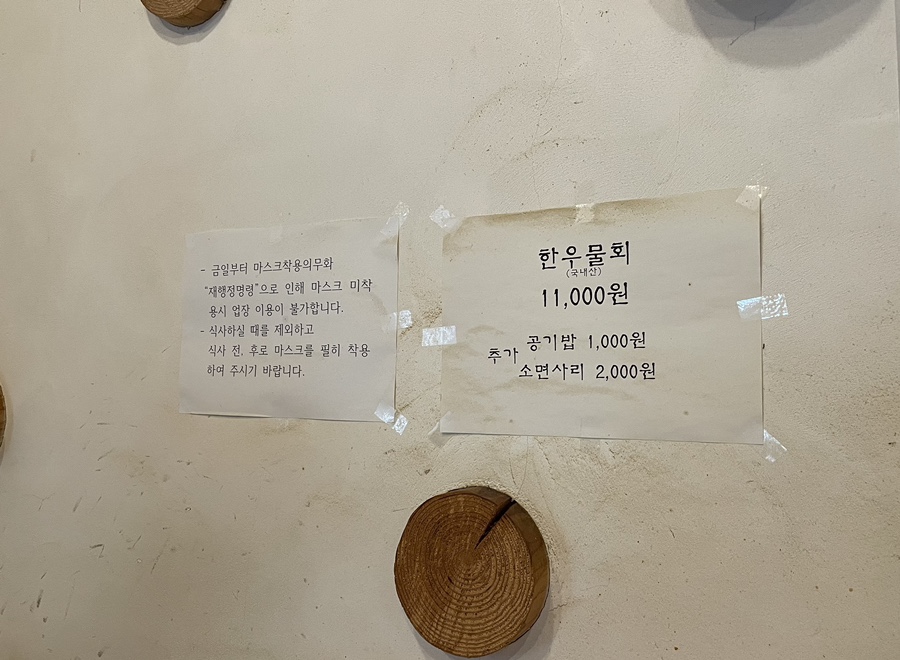 - 금일부터 마스크착용의무화
"재행정명령"으로 인해 마스크 미착
용시 업장 이용이 불가합니다.
- 식사하실 때를 제외하고
식사 전, 후로 마스크를 필히 착용
하여 주시기 바랍니다.
한우물회
(국내산)
11,000원
추가 공기밥 1,000원
소면사리 2,000원